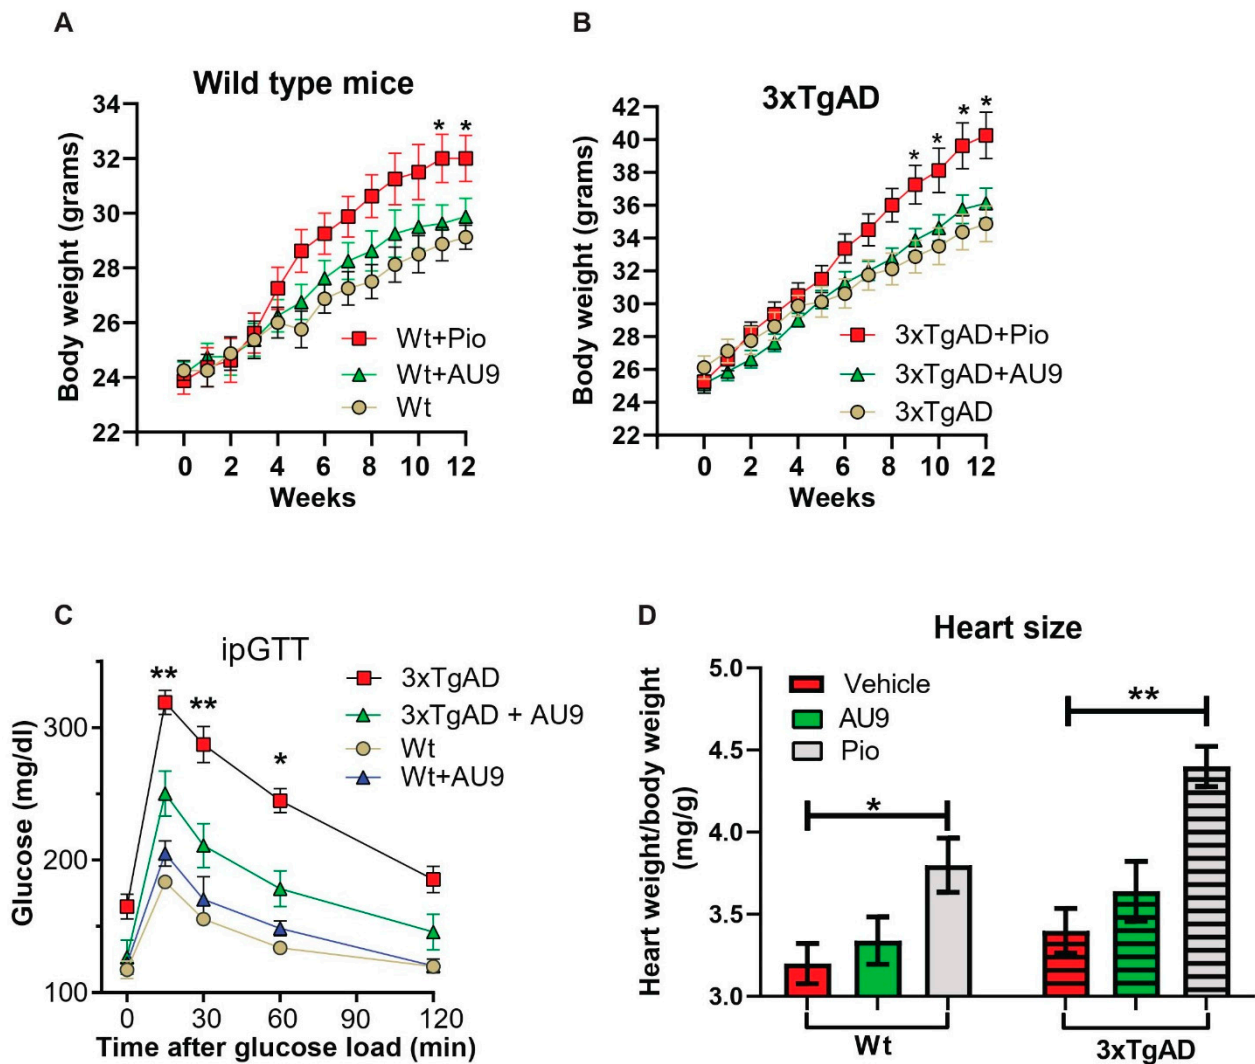 A
Wild type mice
Body weight (grams)
34
32
30
28
26
24
22
* *
Wt+Pio
Wt+AU9
Wt
0 2 4 6 8 10 12
Weeks
B
3xTgAD
Body weight (grams)
42
40
38
36
34
32
30
28
26
24
22
* * * *
3xTgAD+Pio
3xTgAD+AU9
3xTgAD
0 2 4 6 8 10 12
Weeks
C
ipGTT
Glucose (mg/dl)
300
200
100
** ** *
3xTgAD
3xTgAD + AU9
Wt
Wt+AU9
0 30 60 90 120
Time after glucose load (min)
D
Heart size
Heart weight/body weight
(mg/g)
5.0
4.5
4.0
3.5
3.0
Vehicle
AU9
Pio
*
**
Wt 3xTgAD